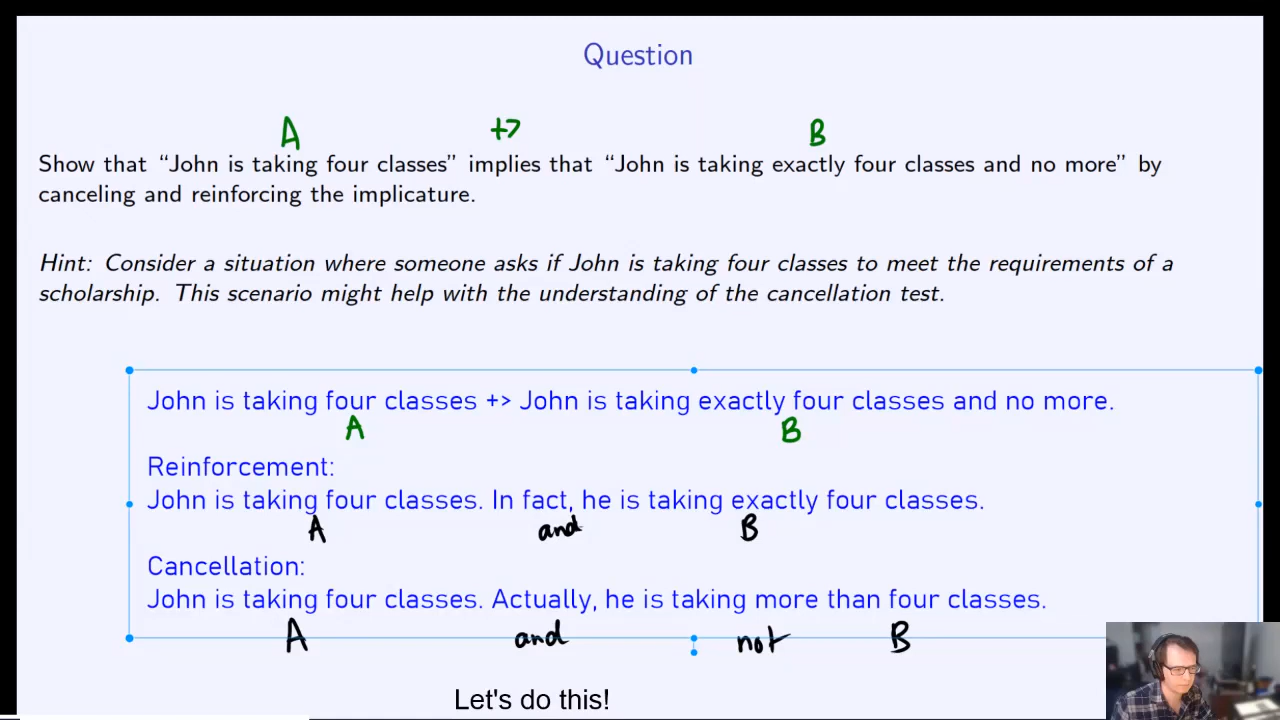 Question
A +> B
Show that “John is taking four classes” implies that “John is taking exactly four classes and no more” by
canceling and reinforcing the implicature.
Hint: Consider a situation where someone asks if John is taking four classes to meet the requirements of a
scholarship. This scenario might help with the understanding of the cancellation test.
John is taking four classes +> John is taking exactly four classes and no more.
A B
Reinforcement:
John is taking four classes. In fact, he is taking exactly four classes.
A and B
Cancellation:
John is taking four classes. Actually, he is taking more than four classes.
A and not B
Let's do this!